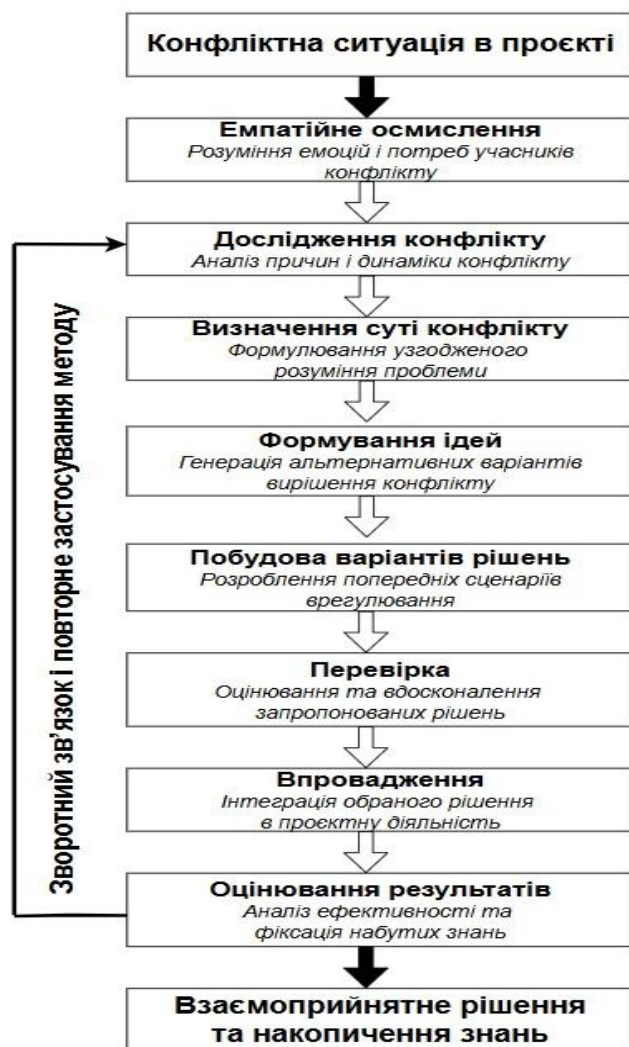 Конфліктна ситуація в проєкті
Емпатійне осмислення
Розуміння емоцій і потреб учасників
конфлікту
Дослідження конфлікту
Аналіз причин і динаміки конфлікту
Визначення суті конфлікту
Формулювання узгодженого
розуміння проблеми
Формування ідей
Генерація альтернативних варіантів
вирішення конфлікту
Побудова варіантів рішень
Розроблення попередніх сценаріїв
врегулювання
Перевірка
Оцінювання та вдосконалення
запропонованих рішень
Впровадження
Інтеграція обраного рішення
в проєктну діяльність
Оцінювання результатів
Аналіз ефективності та
фіксація набутих знань
Взаємоприйнятне рішення
та накопичення знань
Зворотний зв’язок і повторне застосування методу